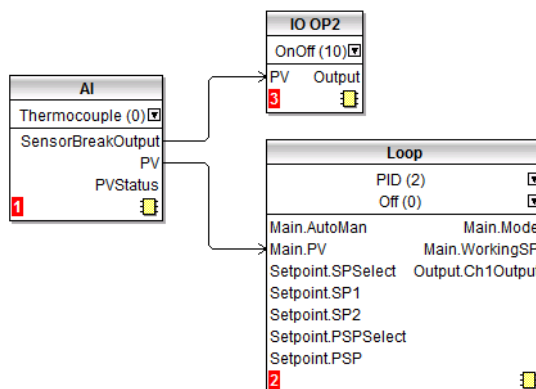 IO OP2
OnOff (10)
PV Output
3
AI
Thermocouple (0)
SensorBreakOutput
PV
PVStatus
1
Loop
PID (2)
Off (0)
Main.AutoMan Main.Mode
Main.PV Main.WorkingSP
Setpoint.SPSelect Output.Ch1Output
Setpoint.SP1
Setpoint.SP2
Setpoint.PSPSelect
Setpoint.PSP
2